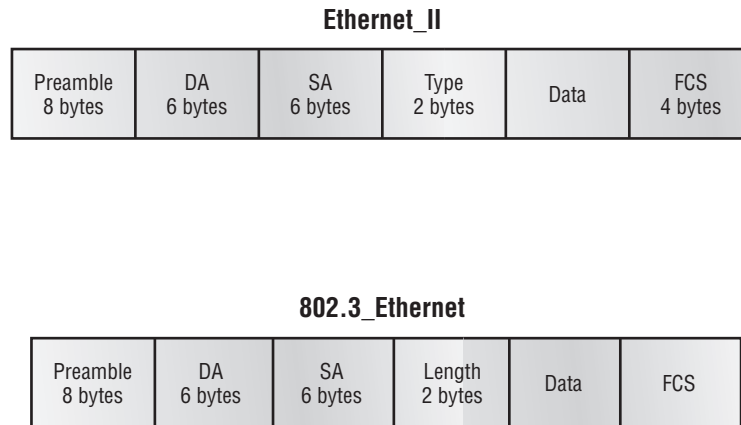 Ethernet_II
Preamble
8 bytes
DA
6 bytes
SA
6 bytes
Type
2 bytes
Data
FCS
4 bytes
802.3_Ethernet
Preamble
8 bytes
DA
6 bytes
SA
6 bytes
Length
2 bytes
Data
FCS